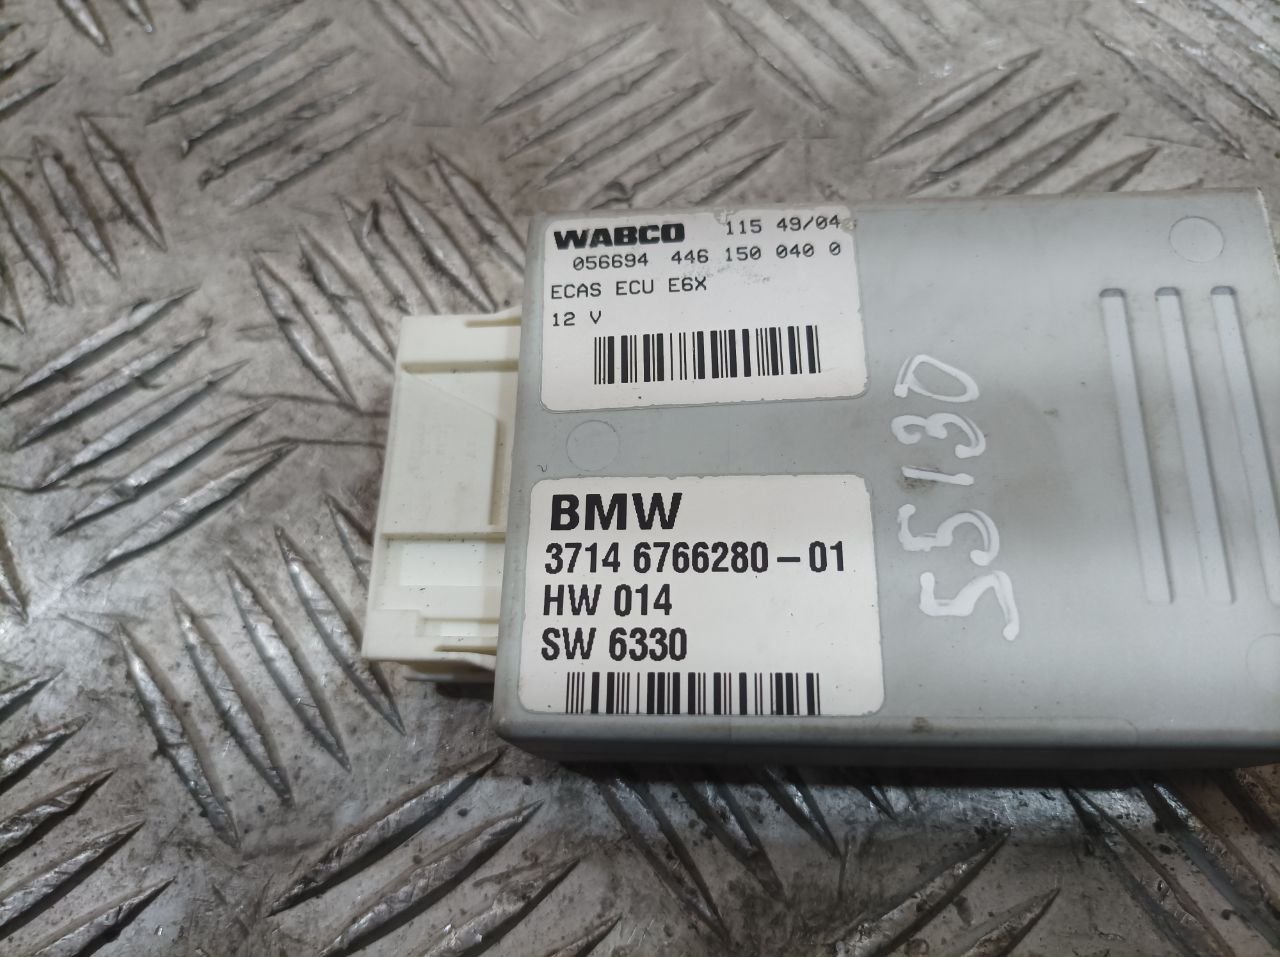 WABCO 115 49/04
056694 446 150 040 0
ECAS ECU E6X
12 V
BMW
3714 6766280-01
HW 014
SW 6330
55130